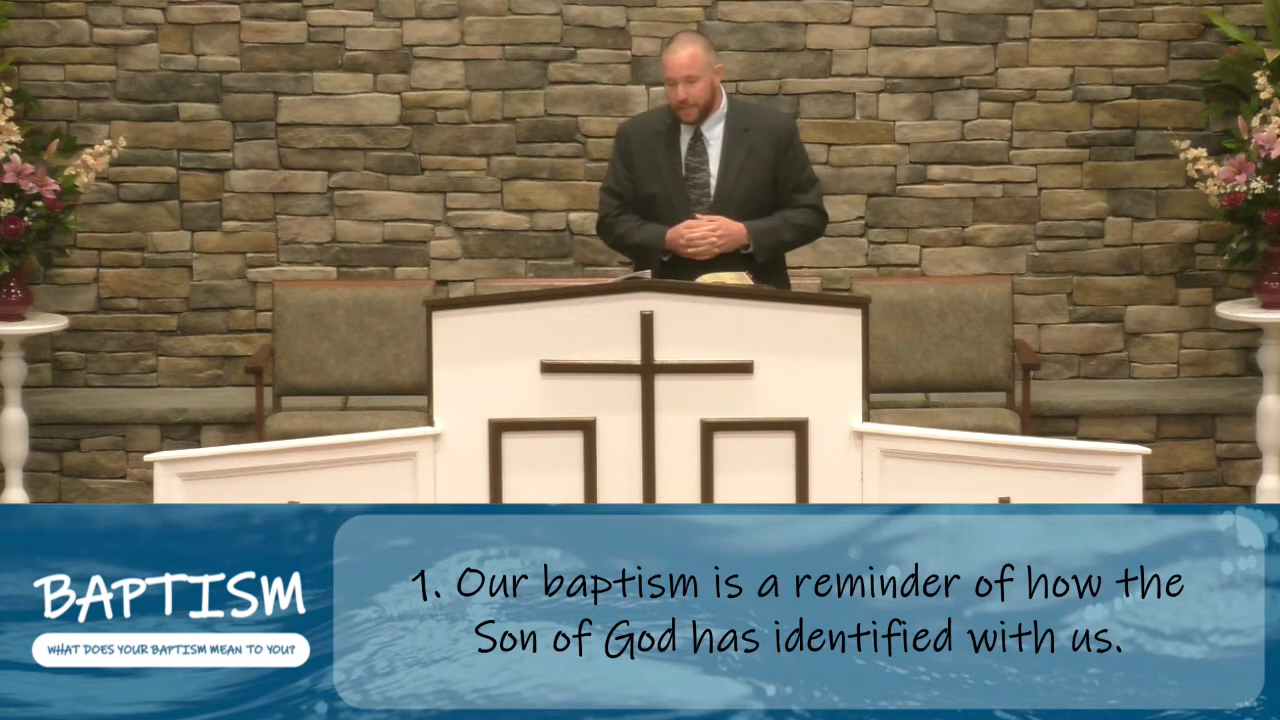 BAPTISM
WHAT DOES YOUR BAPTISM MEAN TO YOU?
1. Our baptism is a reminder of how the
Son of God has identified with us.